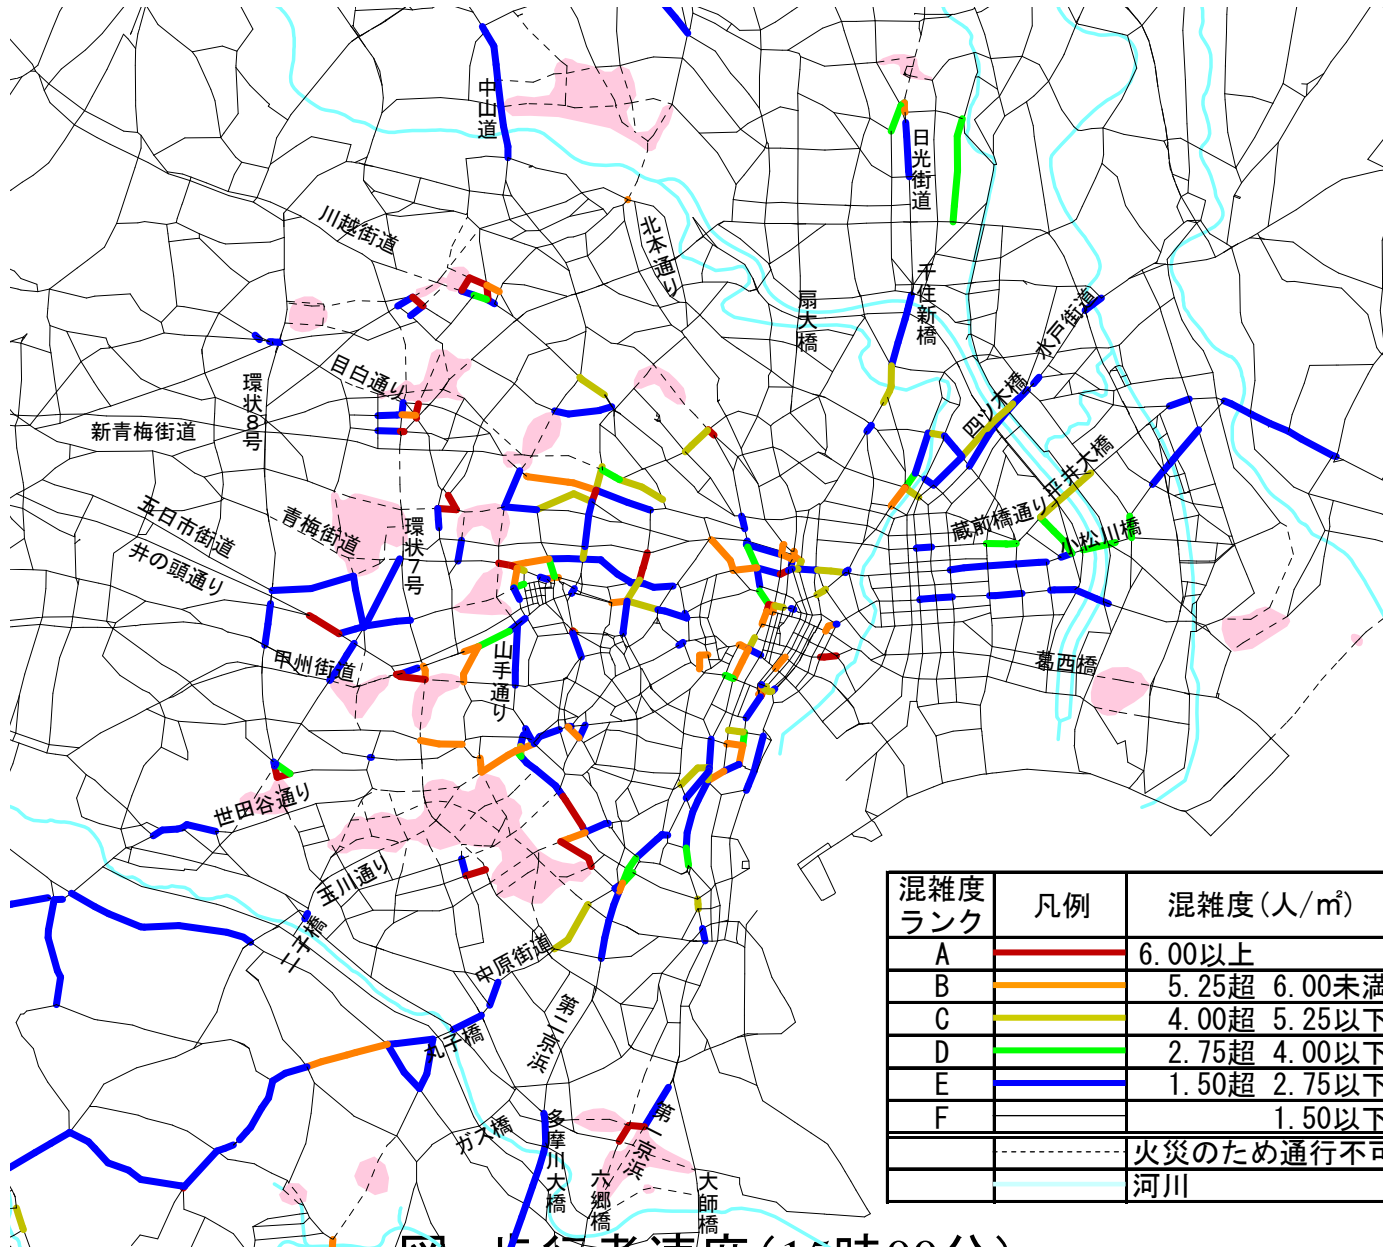 中山道
日光街道
川越街道
北本通り
扇大橋
千住新橋
水戸街道
目白通り
環状8号
四ツ木橋
新青梅街道
平井大橋
五日市街道
青梅街道
環状7号
蔵前橋通り
小松川橋
井の頭通り
甲州街道
山手通り
葛西橋
世田谷通り
玉川通り
二子橋
中原街道
第二京浜
丸子橋
ガス橋
多摩川大橋
六郷橋
第一京浜
大師橋
混雑度ランク 凡例 混雑度(人/㎡)
A 6.00以上
B 5.25超 6.00未満
C 4.00超 5.25以下
D 2.75超 4.00以下
E 1.50超 2.75以下
F 1.50以下
火災のため通行不可
河川